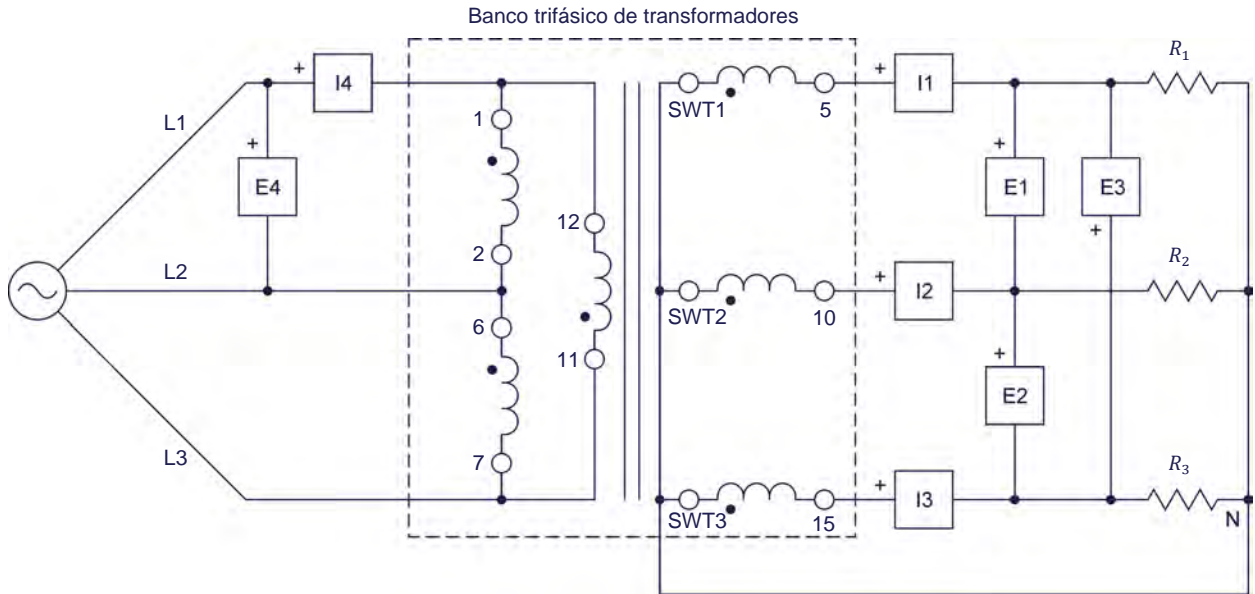 Banco trifásico de transformadores
+ I4
L1
1
SWT1
5
+ I1
R₁
+
E4
+
E1
E3
+
12
2
L2
6
SWT2
10
+ I2
R₂
11
+
E2
7
L3
SWT3
15
+ I3
R₃
N